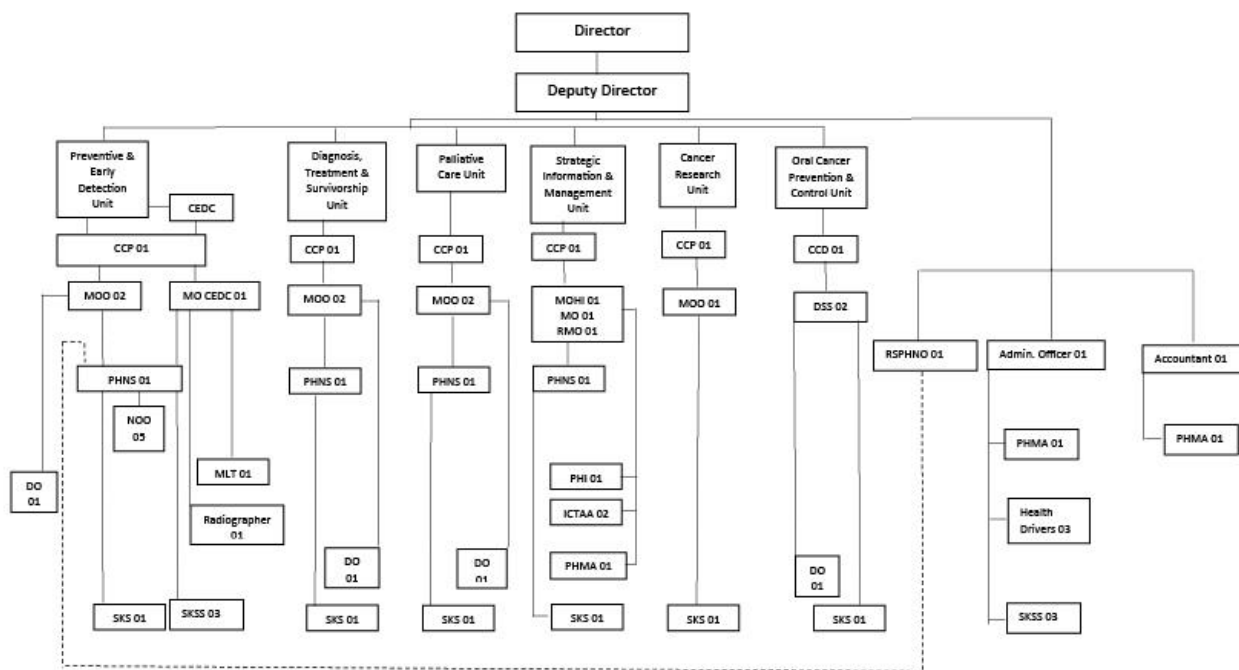 Director
Deputy Director
Preventive &
Early
Detection
Unit
Diagnosis,
Treatment &
Survivorship
Unit
Palliative
Care Unit
Strategic
Information &
Management
Unit
Cancer
Research
Unit
Oral Cancer
Prevention &
Control Unit
CEDC
CCP 01
CCP 01
CCP 01
CCP 01
CCP 01
CCD 01
MOO 02
MO CEDC 01
MOO 02
MOO 02
MOHI 01
MO 01
RMO 01
MOO 01
DSS 02
RSPHNO 01
Admin. Officer 01
Accountant 01
PHNS 01
PHNS 01
PHNS 01
PHNS 01
NOO
05
PHMA 01
PHMA 01
MLT 01
PHI 01
DO
01
Radiographer
01
ICTAA 02
Health
Drivers 03
DO
01
DO
01
PHMA 01
DO
01
SKS 01
SKSS 03
SKS 01
SKS 01
SKS 01
SKS 01
SKS 01
SKSS 03